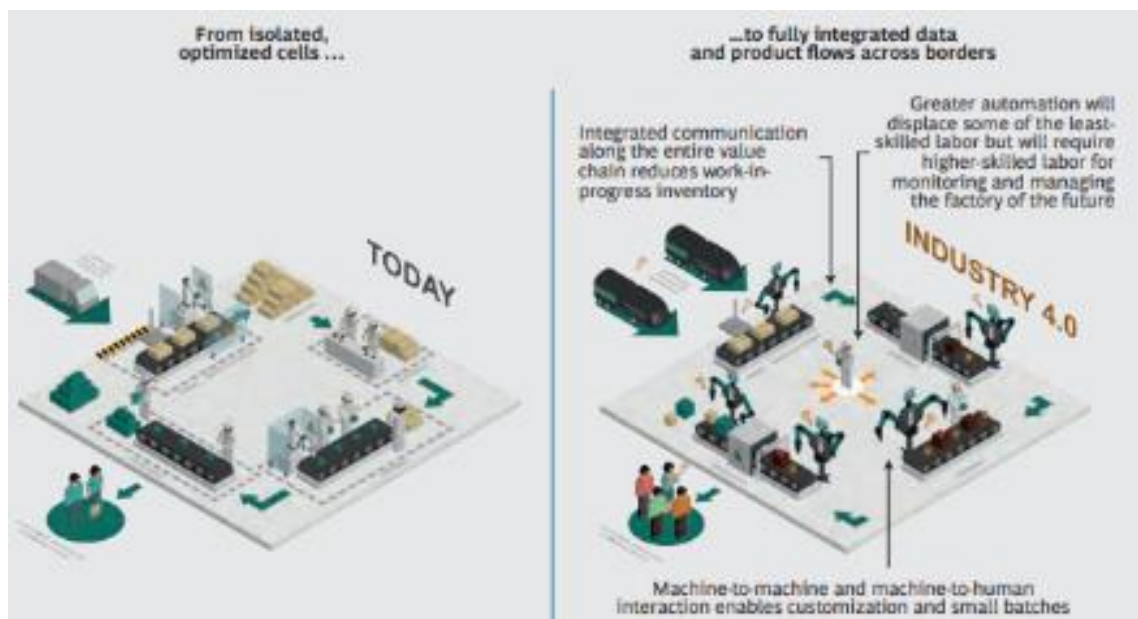 From isolated,
optimized cells ...
...to fully integrated data
and product flows across borders
Integrated communication
along the entire value
chain reduces work-in-
progress inventory
Greater automation will
displace some of the least-
skilled labor but will require
higher-skilled labor for
monitoring and managing
the factory of the future
TODAY
INDUSTRY 4.0
Machine-to-machine and machine-to-human
interaction enables customization and small batches